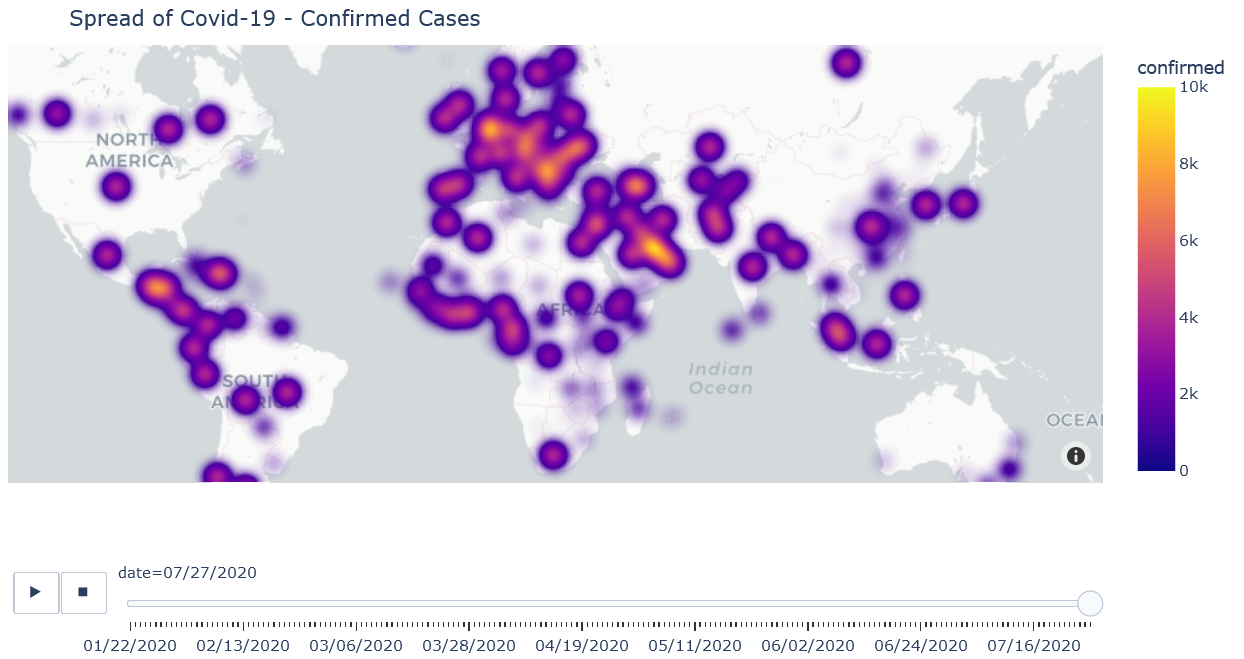 Spread of Covid-19 - Confirmed Cases
confirmed
10k
8k
6k
4k
2k
0
NORTH
AMERICA
AFRICA
SOUTH
AMERICA
Indian
Ocean
OCEAN
date=07/27/2020
01/22/2020 02/13/2020 03/06/2020 03/28/2020 04/19/2020 05/11/2020 06/02/2020 06/24/2020 07/16/2020